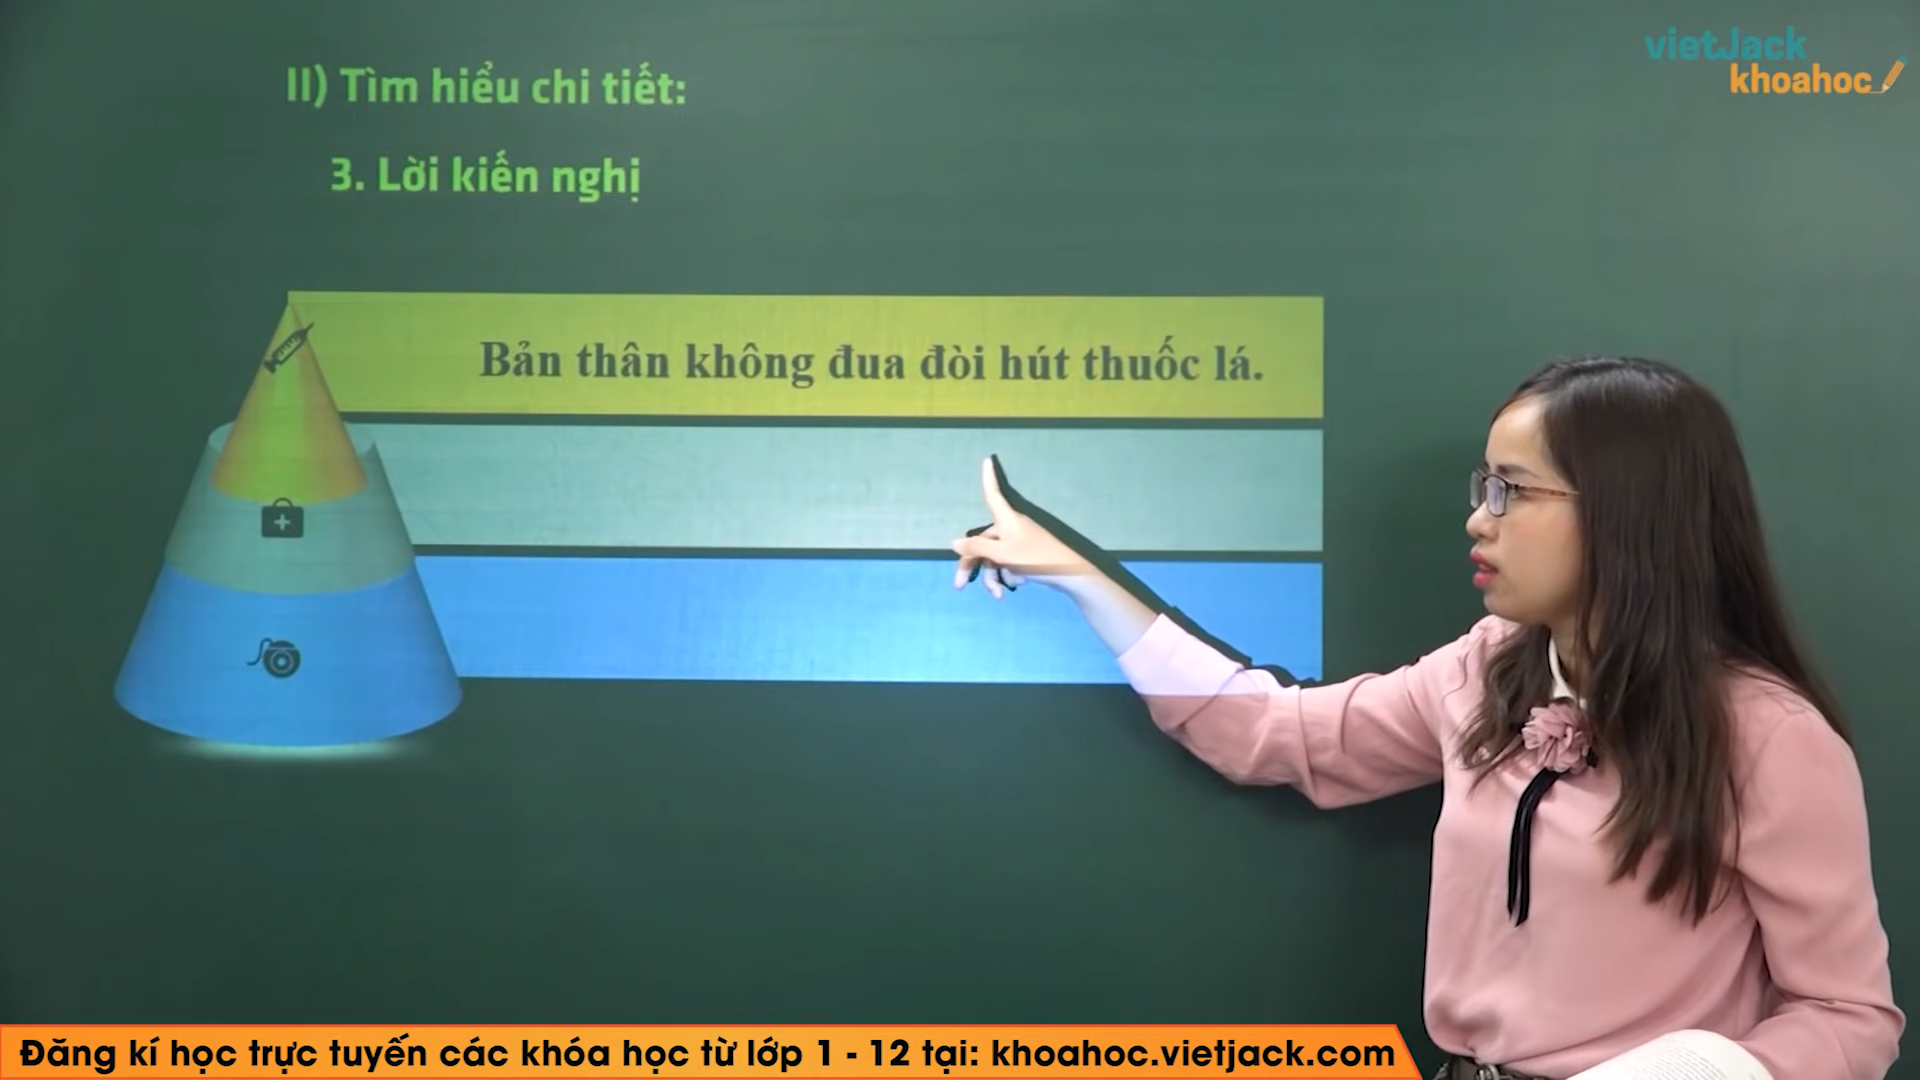 vietJack
khoahoc
II) Tìm hiểu chi tiết:
3. Lời kiến nghị
Bản thân không đua đòi hút thuốc lá.
Đăng kí học trực tuyến các khóa học từ lớp 1 - 12 tại: khoahoc.vietjack.com